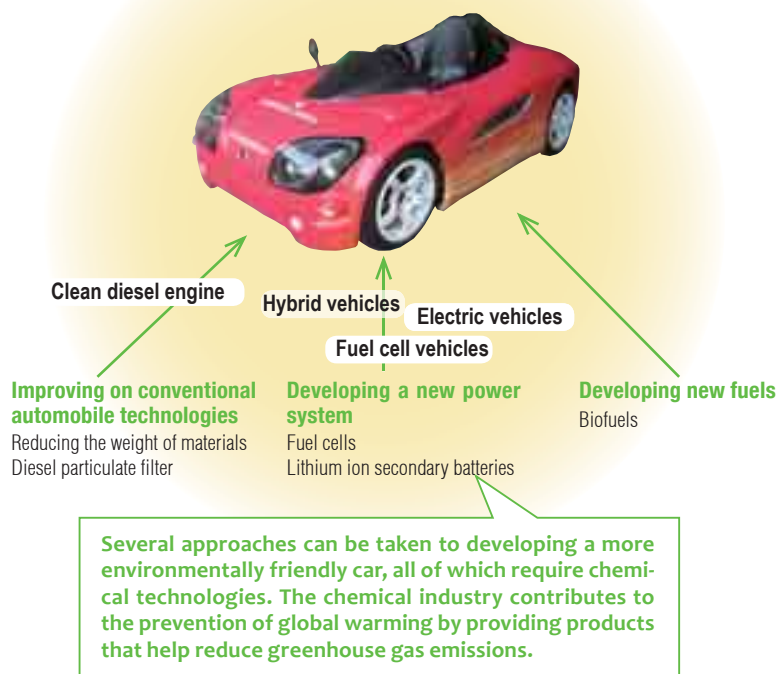 Clean diesel engine
Hybrid vehicles
Electric vehicles
Fuel cell vehicles
Improving on conventional
automobile technologies
Reducing the weight of materials
Diesel particulate filter
Developing a new power
system
Fuel cells
Lithium ion secondary batteries
Developing new fuels
Biofuels
Several approaches can be taken to developing a more
environmentally friendly car, all of which require chemi-
cal technologies. The chemical industry contributes to
the prevention of global warming by providing products
that help reduce greenhouse gas emissions.